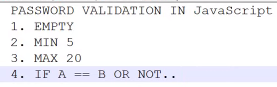 PASSWORD VALIDATION IN JavaScript
1. EMPTY
2. MIN 5
3. MAX 20
4. IF A == B OR NOT..